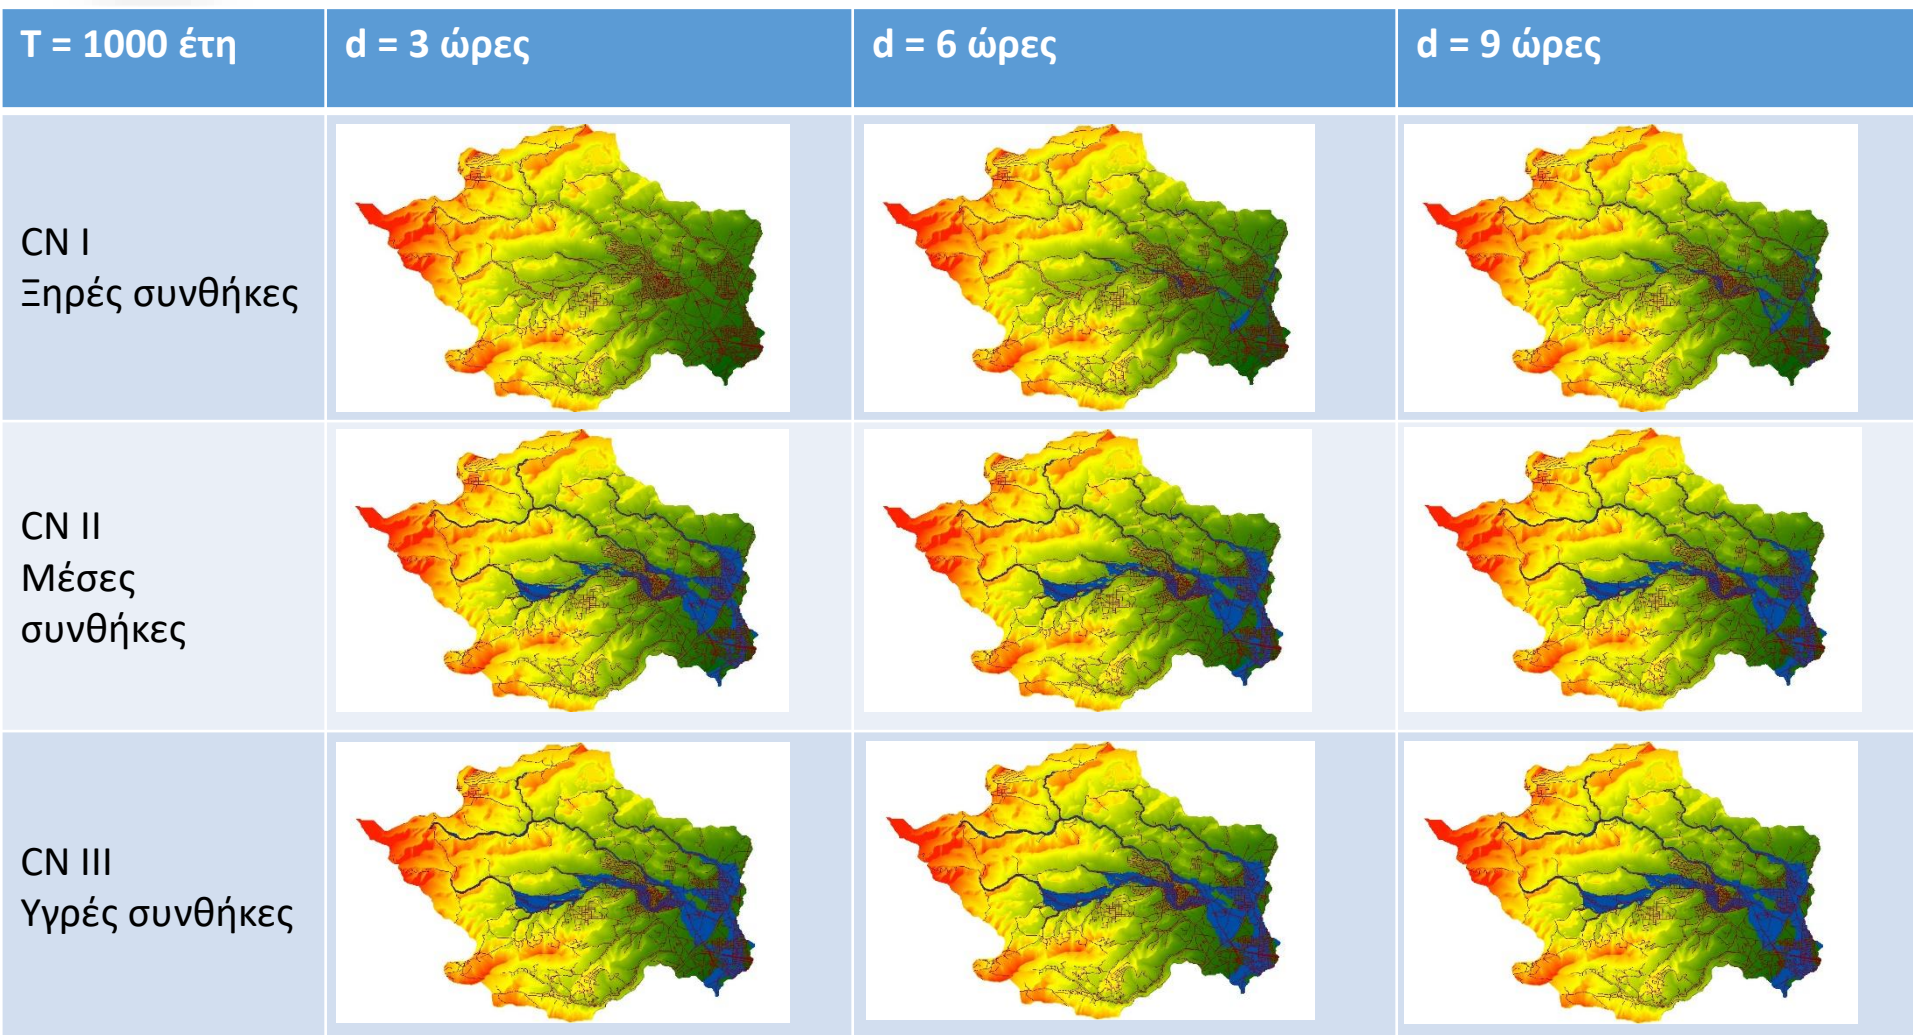 T = 1000 έτη
d = 3 ώρες
d = 6 ώρες
d = 9 ώρες
CN I
Ξηρές συνθήκες
CN II
Μέσες
συνθήκες
CN III
Υγρές συνθήκες